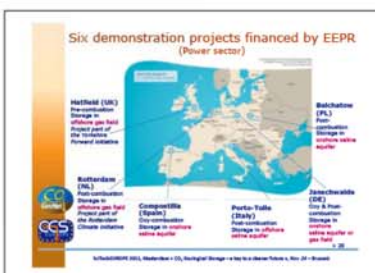 Six demonstration projects financed by EEPR
(Power sector)
Hatfield (UK)
Pre-combustion
Storage in
offshore gas field
Project part of
the Yorkshire
Forward initiative
Rotterdam
(NL)
Post-combustion
Storage in
offshore gas field
Project part of
the Rotterdam
Climate initiative
Compostilla
(Spain)
Oxy-combustion
Storage in onshore
saline aquifer
Porto-Tolle
(Italy)
Post-combustion
Storage in offshore
saline aquifer
Belchatow
(PL)
Post-
combustion
Storage in
onshore saline
aquifer
Janschwalde
(DE)
Oxy & Post-
combustion
Storage in
onshore
saline aquifer or
gas field
CCS